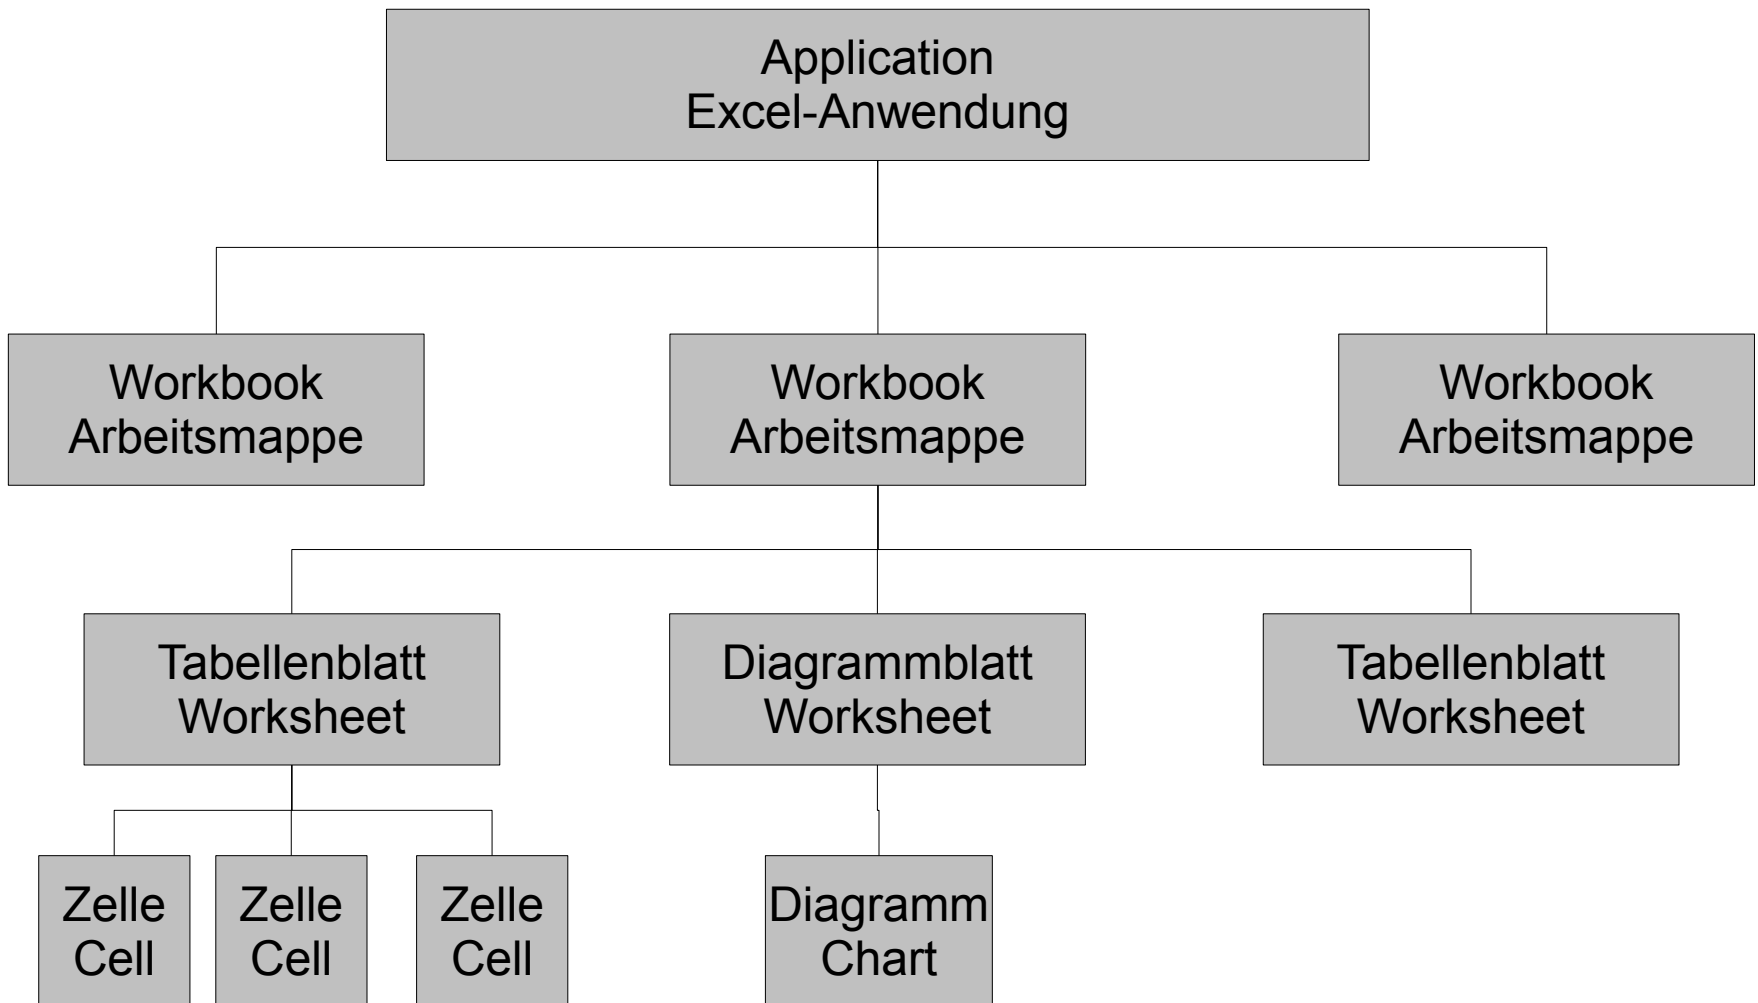 Application
Excel-Anwendung
Workbook
Arbeitsmappe
Workbook
Arbeitsmappe
Workbook
Arbeitsmappe
Tabellenblatt
Worksheet
Diagrammblatt
Worksheet
Tabellenblatt
Worksheet
Zelle
Cell
Zelle
Cell
Zelle
Cell
Diagramm
Chart